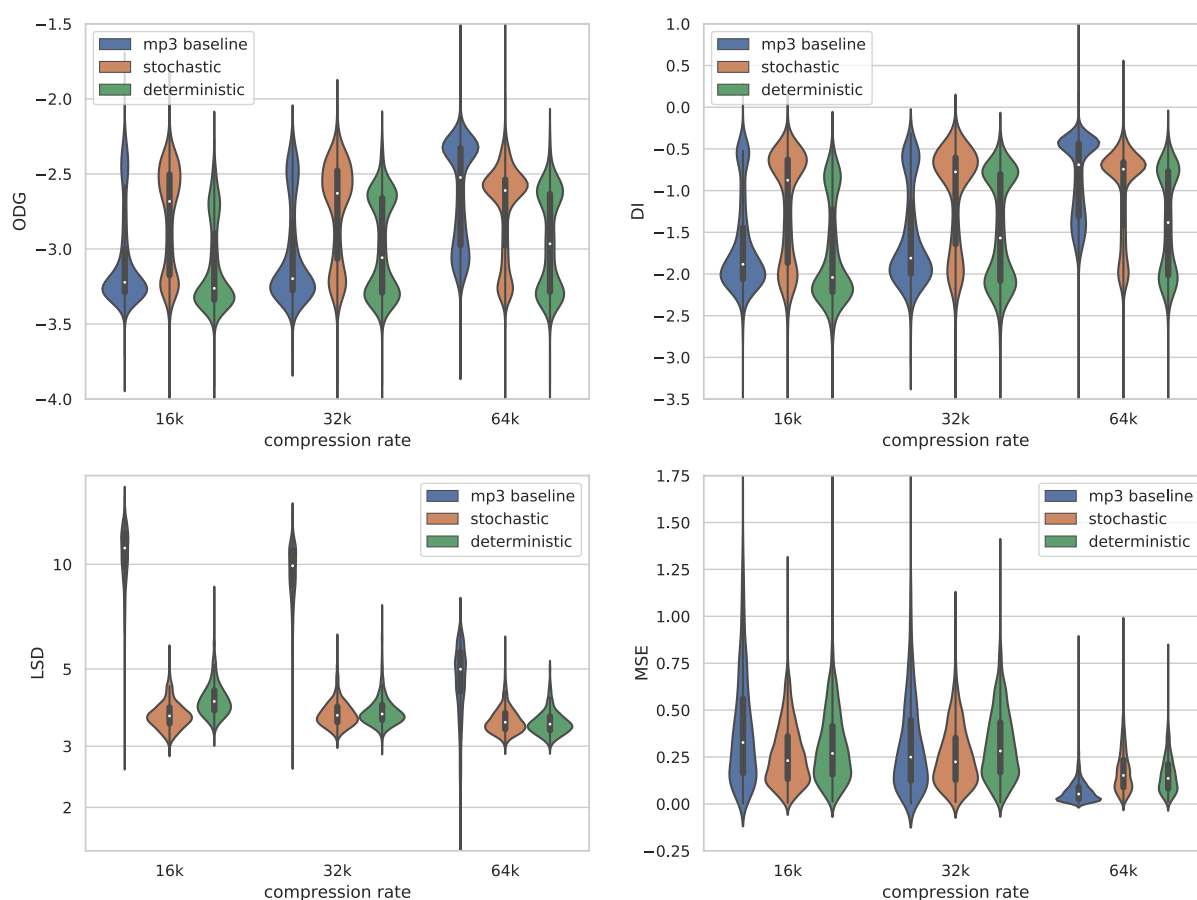 −1.5
−2.0
−2.5
−3.0
−3.5
−4.0
ODG
mp3 baseline
stochastic
deterministic
16k
32k
64k
compression rate
1.0
0.5
0.0
−0.5
−1.0
−1.5
−2.0
−2.5
−3.0
−3.5
DI
mp3 baseline
stochastic
deterministic
16k
32k
64k
compression rate
10
5
3
2
LSD
mp3 baseline
stochastic
deterministic
16k
32k
64k
compression rate
1.75
1.50
1.25
1.00
0.75
0.50
0.25
0.00
−0.25
MSE
mp3 baseline
stochastic
deterministic
16k
32k
64k
compression rate